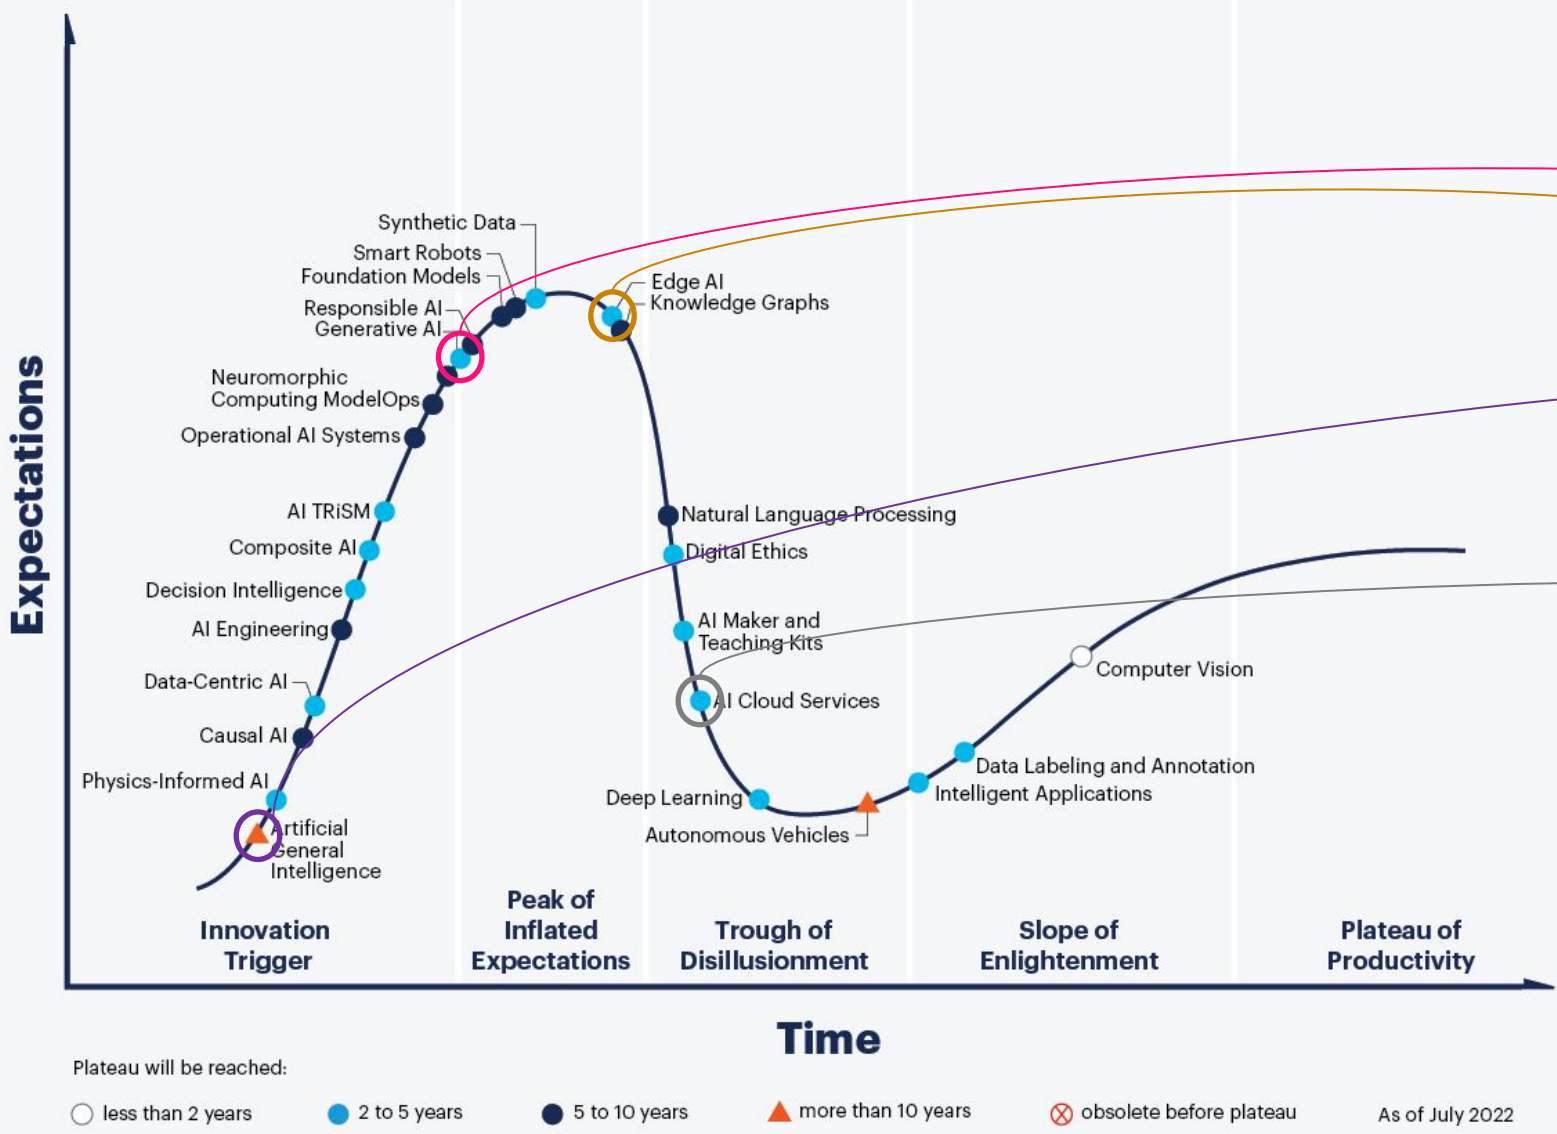 Expectations
Synthetic Data
Smart Robots
Foundation Models
Responsible AI
Generative AI
Neuromorphic
Computing ModelOps
Operational AI Systems
AI TRiSM
Composite AI
Decision Intelligence
AI Engineering
Data-Centric AI
Causal AI
Physics-Informed AI
Artificial
General
Intelligence
Edge AI
Knowledge Graphs
Natural Language Processing
Digital Ethics
AI Maker and
Teaching Kits
AI Cloud Services
Deep Learning
Autonomous Vehicles
Computer Vision
Data Labeling and Annotation
Intelligent Applications
Innovation
Trigger
Peak of
Inflated
Expectations
Trough of
Disillusionment
Slope of
Enlightenment
Plateau of
Productivity
Time
Plateau will be reached:
less than 2 years
2 to 5 years
5 to 10 years
more than 10 years
obsolete before plateau
As of July 2022